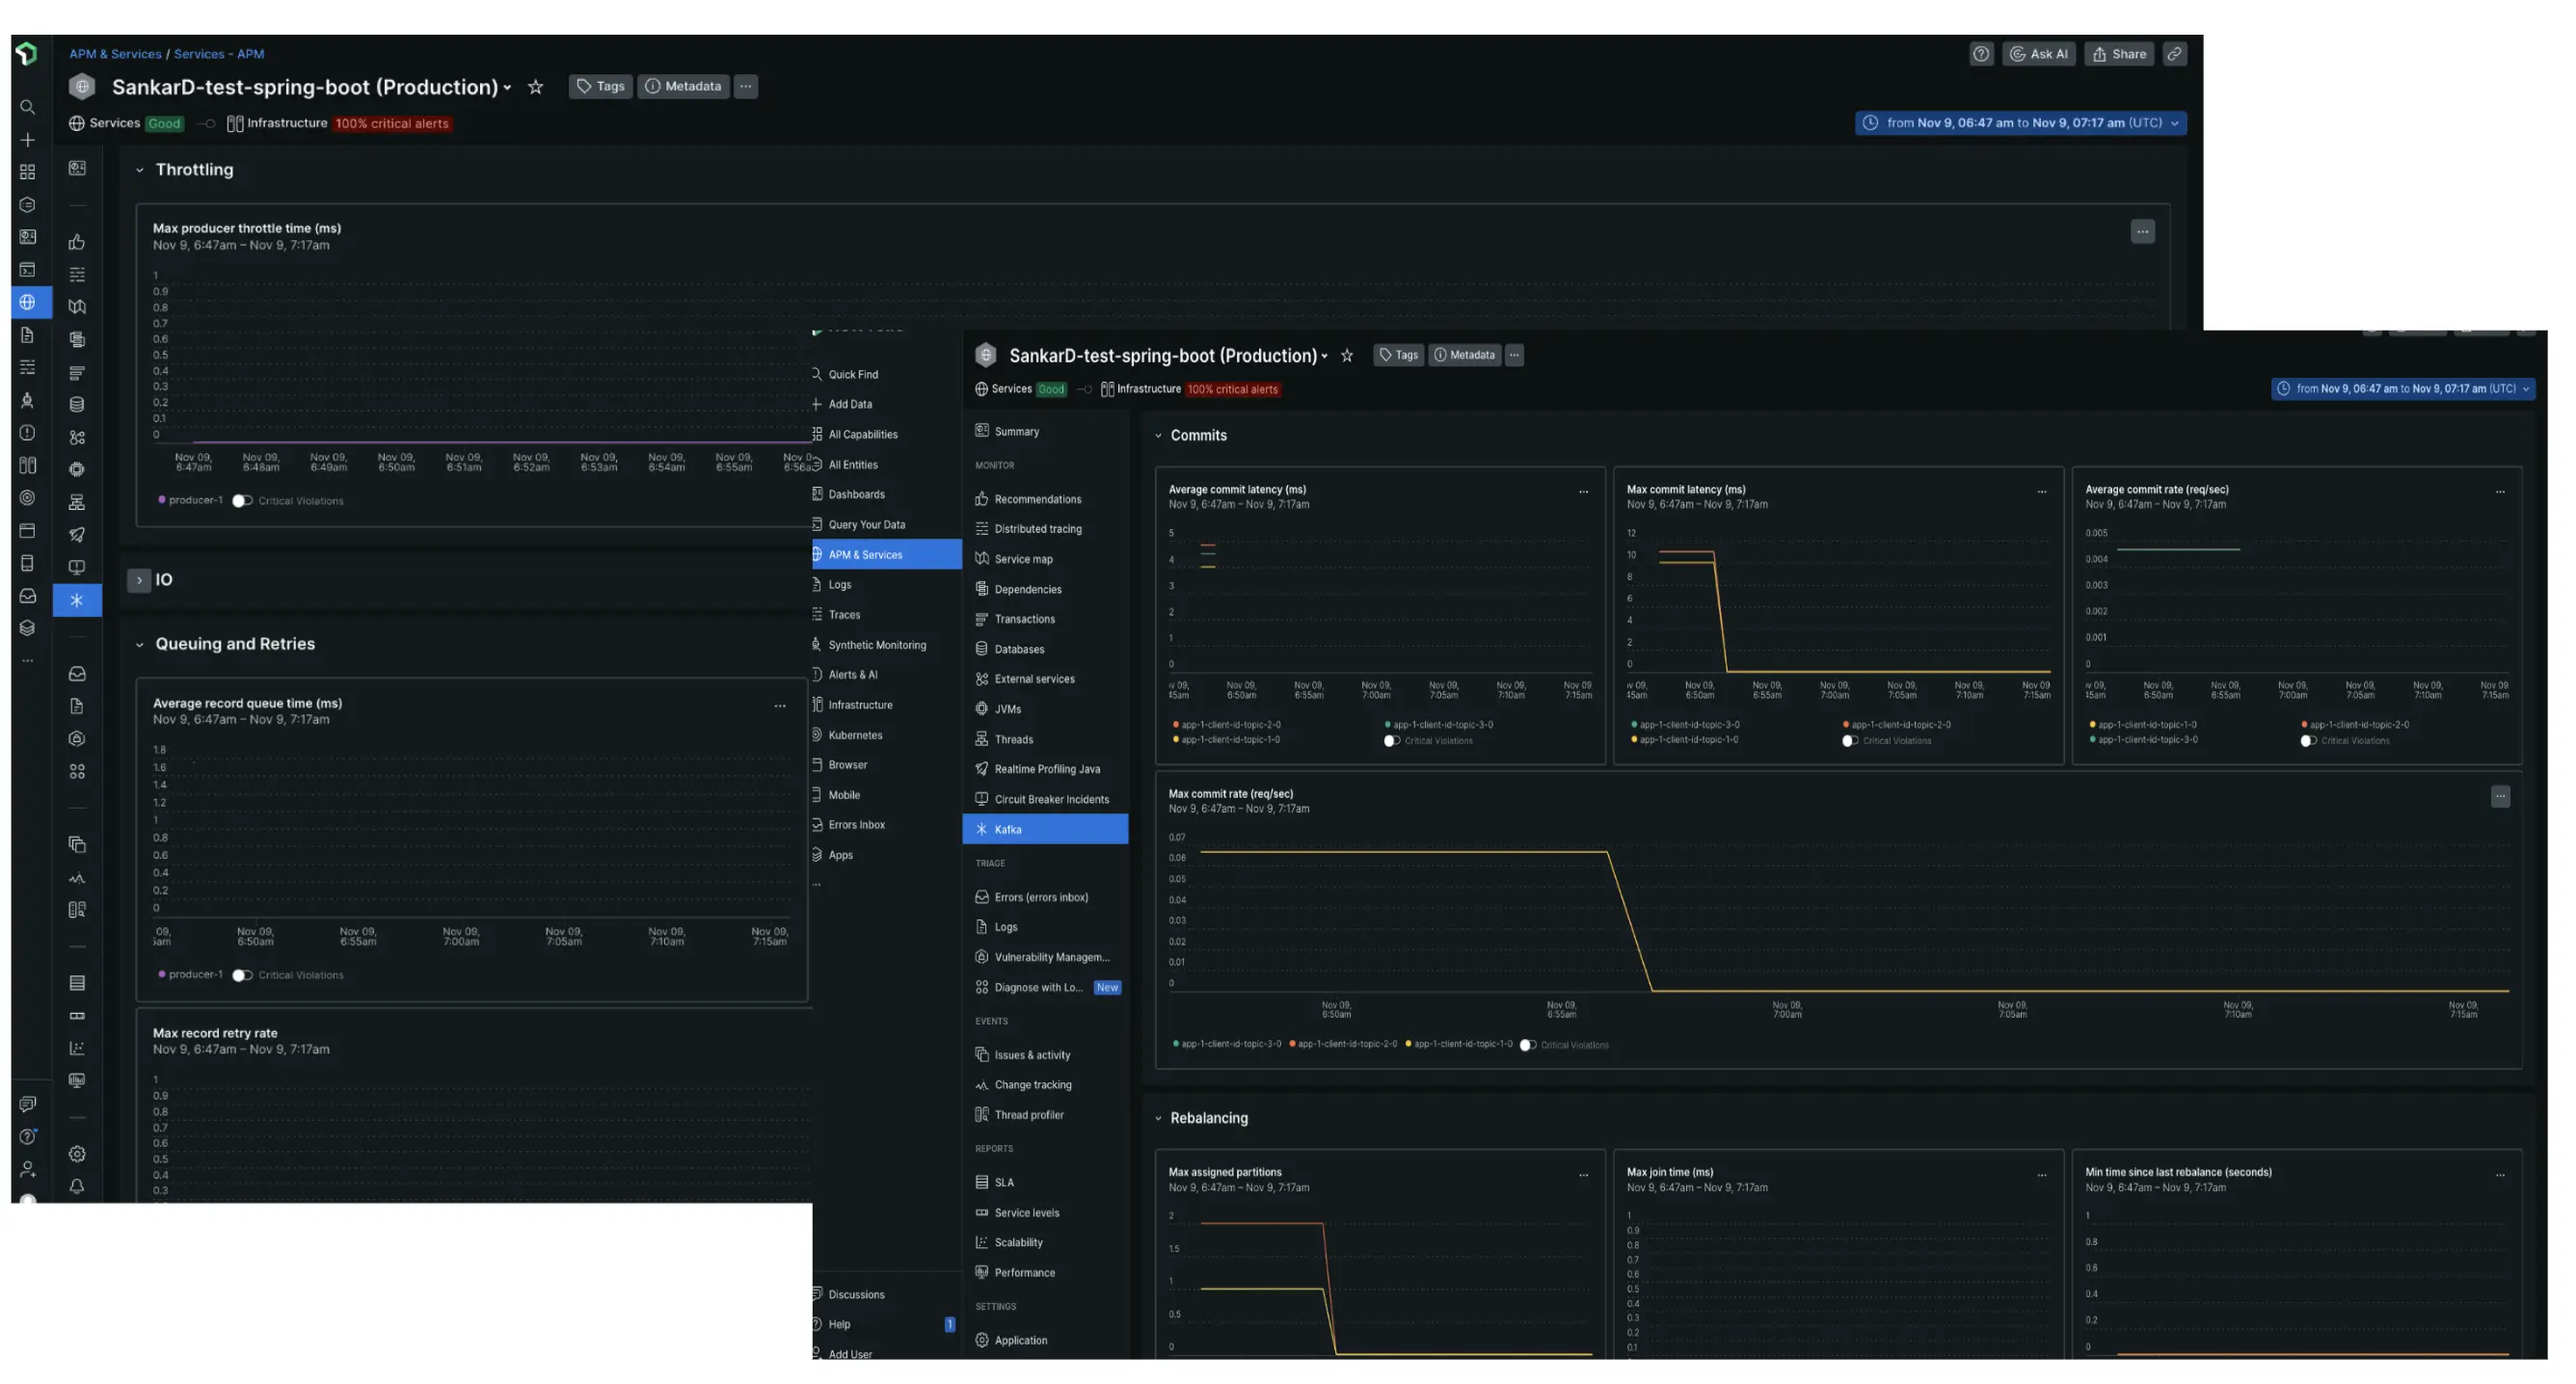 APM & Services / Services - APM
Ask AI
Share
SankarD-test-spring-boot (Production)
Tags
Metadata
Services Good
Infrastructure 100% critical alerts
from Nov 9, 06:47 am to Nov 9, 07:17 am (UTC)
Throttling
Max producer throttle time (ms)
Nov 9, 6:47am – Nov 9, 7:17am
1
0.9
0.8
0.7
0.6
0.5
0.4
0.3
0.2
0.1
0
Nov 09, 6:47am
Nov 09, 6:48am
Nov 09, 6:49am
Nov 09, 6:50am
Nov 09, 6:51am
Nov 09, 6:52am
Nov 09, 6:53am
Nov 09, 6:54am
Nov 09, 6:55am
producer-1
Critical Violations
IO
Queuing and Retries
Average record queue time (ms)
Nov 9, 6:47am – Nov 9, 7:17am
1.8
1.6
1.4
1.2
1
0.8
0.6
0.4
0.2
0
09,
Nov 09, 6:50am
Nov 09, 6:55am
Nov 09, 7:00am
Nov 09, 7:05am
Nov 09, 7:10am
Nov 09, 7:15am
producer-1
Critical Violations
Max record retry rate
Nov 9, 6:47am – Nov 9, 7:17am
1
0.9
0.8
0.7
0.6
0.5
0.4
0.3
Quick Find
Add Data
All Capabilities
All Entities
Dashboards
Query Your Data
APM & Services
Logs
Traces
Synthetic Monitoring
Alerts & AI
Infrastructure
Kubernetes
Browser
Mobile
Errors Inbox
Apps
Discussions
Help 1
Add User
SankarD-test-spring-boot (Production)
Tags
Metadata
Services Good
Infrastructure 100% critical alerts
from Nov 9, 06:47 am to Nov 9, 07:17 am (UTC)
Summary
MONITOR
Recommendations
Distributed tracing
Service map
Dependencies
Transactions
Databases
External services
JVMs
Threads
Realtime Profiling Java
Circuit Breaker Incidents
Kafka
TRIAGE
Errors (errors inbox)
Logs
Vulnerability Managem...
Diagnose with Lo... New
EVENTS
Issues & activity
Change tracking
Thread profiler
REPORTS
SLA
Service levels
Scalability
Performance
SETTINGS
Application
Commits
Average commit latency (ms)
Nov 9, 6:47am – Nov 9, 7:17am
5
4
3
2
1
0
Nov 09, 6:50am
Nov 09, 6:55am
Nov 09, 7:00am
Nov 09, 7:05am
Nov 09, 7:10am
Nov 09, 7:15am
app-1-client-id-topic-2-0
app-1-client-id-topic-3-0
app-1-client-id-topic-1-0
Critical Violations
Max commit latency (ms)
Nov 9, 6:47am – Nov 9, 7:17am
12
10
8
6
4
2
0
Nov 09, 6:50am
Nov 09, 6:55am
Nov 09, 7:00am
Nov 09, 7:05am
Nov 09, 7:10am
Nov 09 7:15am
app-1-client-id-topic-3-0
app-1-client-id-topic-2-0
app-1-client-id-topic-1-0
Critical Violations
Average commit rate (req/sec)
Nov 9, 6:47am – Nov 9, 7:17am
0.005
0.004
0.003
0.002
0.001
0
Nov 09, 6:50am
Nov 09, 6:55am
Nov 09, 7:00am
Nov 09, 7:05am
Nov 09, 7:10am
Nov 09 7:15am
app-1-client-id-topic-1-0
app-1-client-id-topic-2-0
app-1-client-id-topic-3-0
Critical Violations
Max commit rate (req/sec)
Nov 9, 6:47am – Nov 9, 7:17am
0.07
0.06
0.05
0.04
0.03
0.02
0.01
0
Nov 09, 6:50am
Nov 09, 6:55am
Nov 09, 7:00am
Nov 09, 7:05am
Nov 09, 7:10am
Nov 09, 7:15am
app-1-client-id-topic-3-0
app-1-client-id-topic-2-0
app-1-client-id-topic-1-0
Critical Violations
Rebalancing
Max assigned partitions
Nov 9, 6:47am – Nov 9, 7:17am
2
1.5
1
0.5
0
Max join time (ms)
Nov 9, 6:47am – Nov 9, 7:17am
1
0.9
0.8
0.7
0.6
0.5
0.4
0.3
0.2
0.1
Min time since last rebalance (seconds)
Nov 9, 6:47am – Nov 9, 7:17am
1
0.8
0.6
0.4
0.2
0